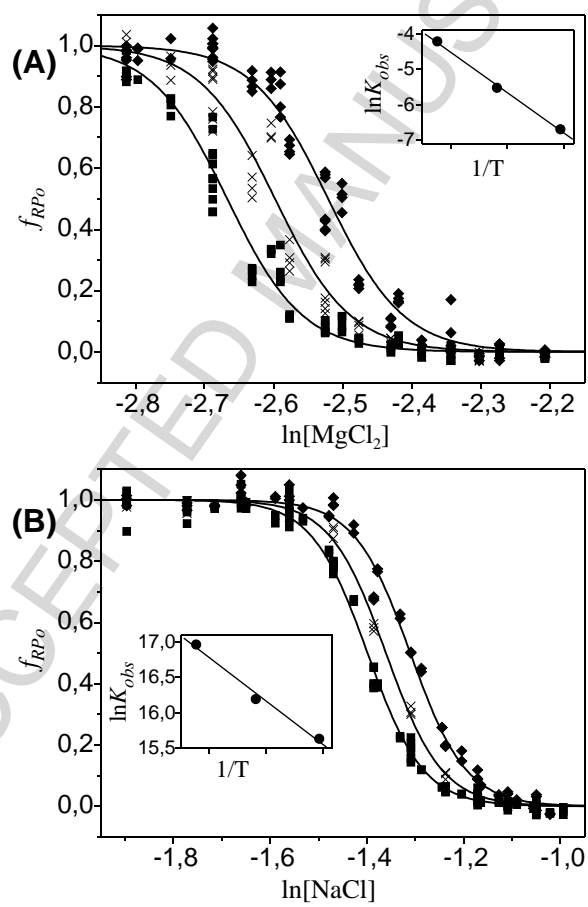 ACCEPTED MANUS
(A)
1,0
0,8
0,6
0,4
0,2
0,0
f_RPo
-2,8 -2,7 -2,6 -2,5 -2,4 -2,3 -2,2
ln[MgCl₂]
-4
-5
-6
-7
lnK_obs
1/T
(B)
1,0
0,8
0,6
0,4
0,2
0,0
f_RPo
-1,8 -1,6 -1,4 -1,2 -1,0
ln[NaCl]
17,0
16,5
16,0
15,5
lnK_obs
1/T